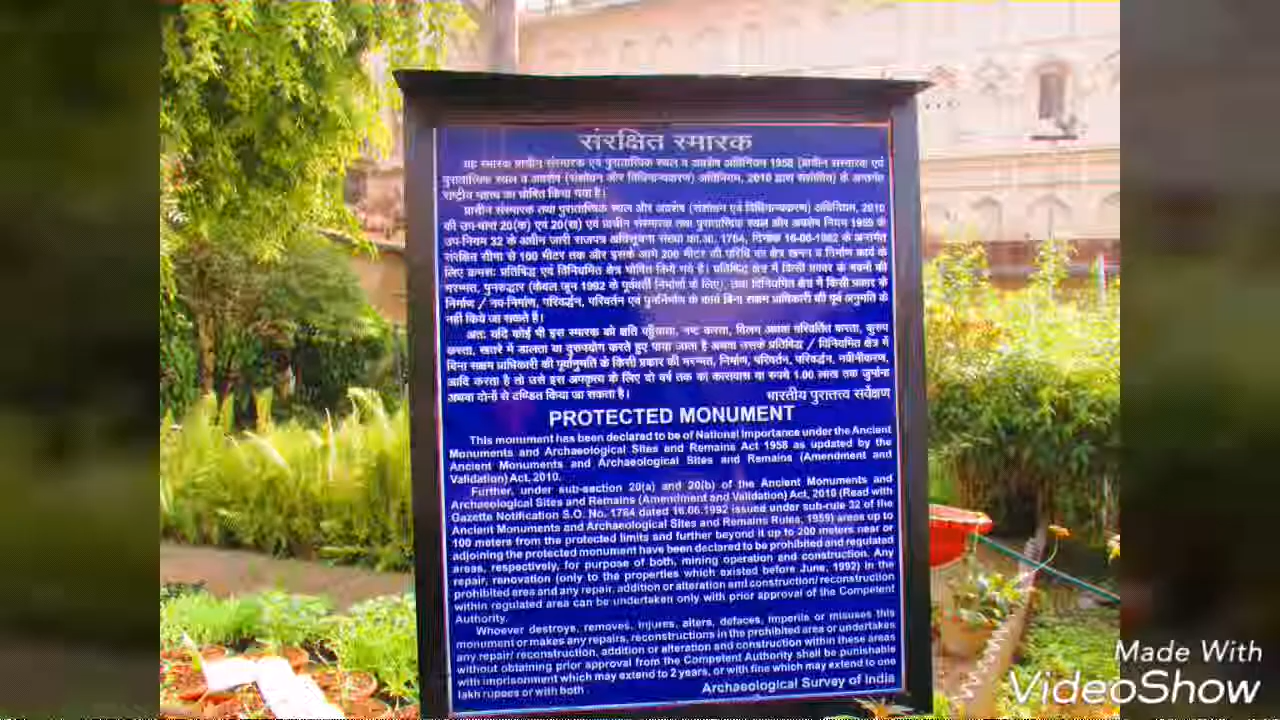 संरक्षित स्मारक
यह स्मारक प्राचीन संस्मारक एवं पुरातात्विक स्थल व अवशेष अधिनियम 1958 (प्राचीन संस्मारक एवं
पुरातात्विक स्थल व अवशेष (संशोधन और विधिमान्यकरण) अधिनियम, 2010 द्वारा संशोधित) के अन्तर्गत
राष्ट्रीय महत्त्व का घोषित किया गया है।
प्राचीन संस्मारक तथा पुरातात्विक स्थल और अवशेष (संशोधन एवं विधिमान्यकरण) अधिनियम, 2010
की उप-धारा 20(क) एवं 20(ख) एवं प्राचीन संस्मारक तथा पुरातात्विक स्थल और अवशेष नियम 1959 के
उप-नियम 32 के अधीन जारी राजपत्र अधिसूचना संख्या का.आ. 1764, दिनांक 16-06-1992 के अन्तर्गत
संरक्षित सीमा से 100 मीटर तक और इसके आगे 200 मीटर की परिधि का क्षेत्र खनन व निर्माण कार्य के
लिए क्रमशः प्रतिषिद्ध एवं विनियमित क्षेत्र घोषित किये गये हैं। प्रतिषिद्ध क्षेत्र में किसी प्रकार के भवनों की
मरम्मत, पुनरुद्धार (केवल जून 1992 के पूर्ववर्ती निर्माणों के लिए), तथा विनियमित क्षेत्र में किसी प्रकार के
निर्माण / नव-निर्माण, परिवर्द्धन, परिवर्तन एवं पुनर्निर्माण के कार्य बिना सक्षम प्राधिकारी की पूर्व अनुमति के
नहीं किये जा सकते हैं।
अतः यदि कोई भी इस स्मारक को क्षति पहुँचाता, नष्ट करता, विलग अथवा परिवर्तित करता, कुरुप
करता, खतरे में डालता या दुरुपयोग करते हुए पाया जाता है अथवा उसके प्रतिषिद्ध / विनियमित क्षेत्र में
बिना सक्षम प्राधिकारी की पूर्वानुमति के किसी प्रकार की मरम्मत, निर्माण, परिवर्तन, परिवर्द्धन, नवीनीकरण,
आदि करता है तो उसे इस अपकृत्य के लिए दो वर्ष तक का कारावास या रुपये 1.00 लाख तक जुर्माना
अथवा दोनों से दण्डित किया जा सकता है।
भारतीय पुरातत्त्व सर्वेक्षण
PROTECTED MONUMENT
This monument has been declared to be of National Importance under the Ancient
Monuments and Archaeological Sites and Remains Act 1958 as updated by the
Ancient Monuments and Archaeological Sites and Remains (Amendment and
Validation) Act, 2010.
Further, under sub-section 20(a) and 20(b) of the Ancient Monuments and
Archaeological Sites and Remains (Amendment and Validation) Act, 2010 (Read with
Gazette Notification S.O. No. 1764 dated 16.06.1992 issued under sub-rule 32 of the
Ancient Monuments and Archaeological Sites and Remains Rules, 1959) areas up to
100 meters from the protected limits and further beyond it up to 200 meters near or
adjoining the protected monument have been declared to be prohibited and regulated
areas, respectively, for purpose of both, mining operation and construction. Any
repair, renovation (only to the properties which existed before June, 1992) in the
prohibited area and any repair, addition or alteration and construction/ reconstruction
within regulated area can be undertaken only with prior approval of the Competent
Authority.
Whoever destroys, removes, injures, alters, defaces, imperils or misuses this
monument or makes any repairs, reconstructions in the prohibited area or undertakes
any repair/ reconstruction, addition or alteration and construction within these areas
without obtaining prior approval from the Competent Authority shall be punishable
with imprisonment which may extend to 2 years, or with fine which may extend to one
lakh rupees or with both
Archaeological Survey of India
Made With
VideoShow